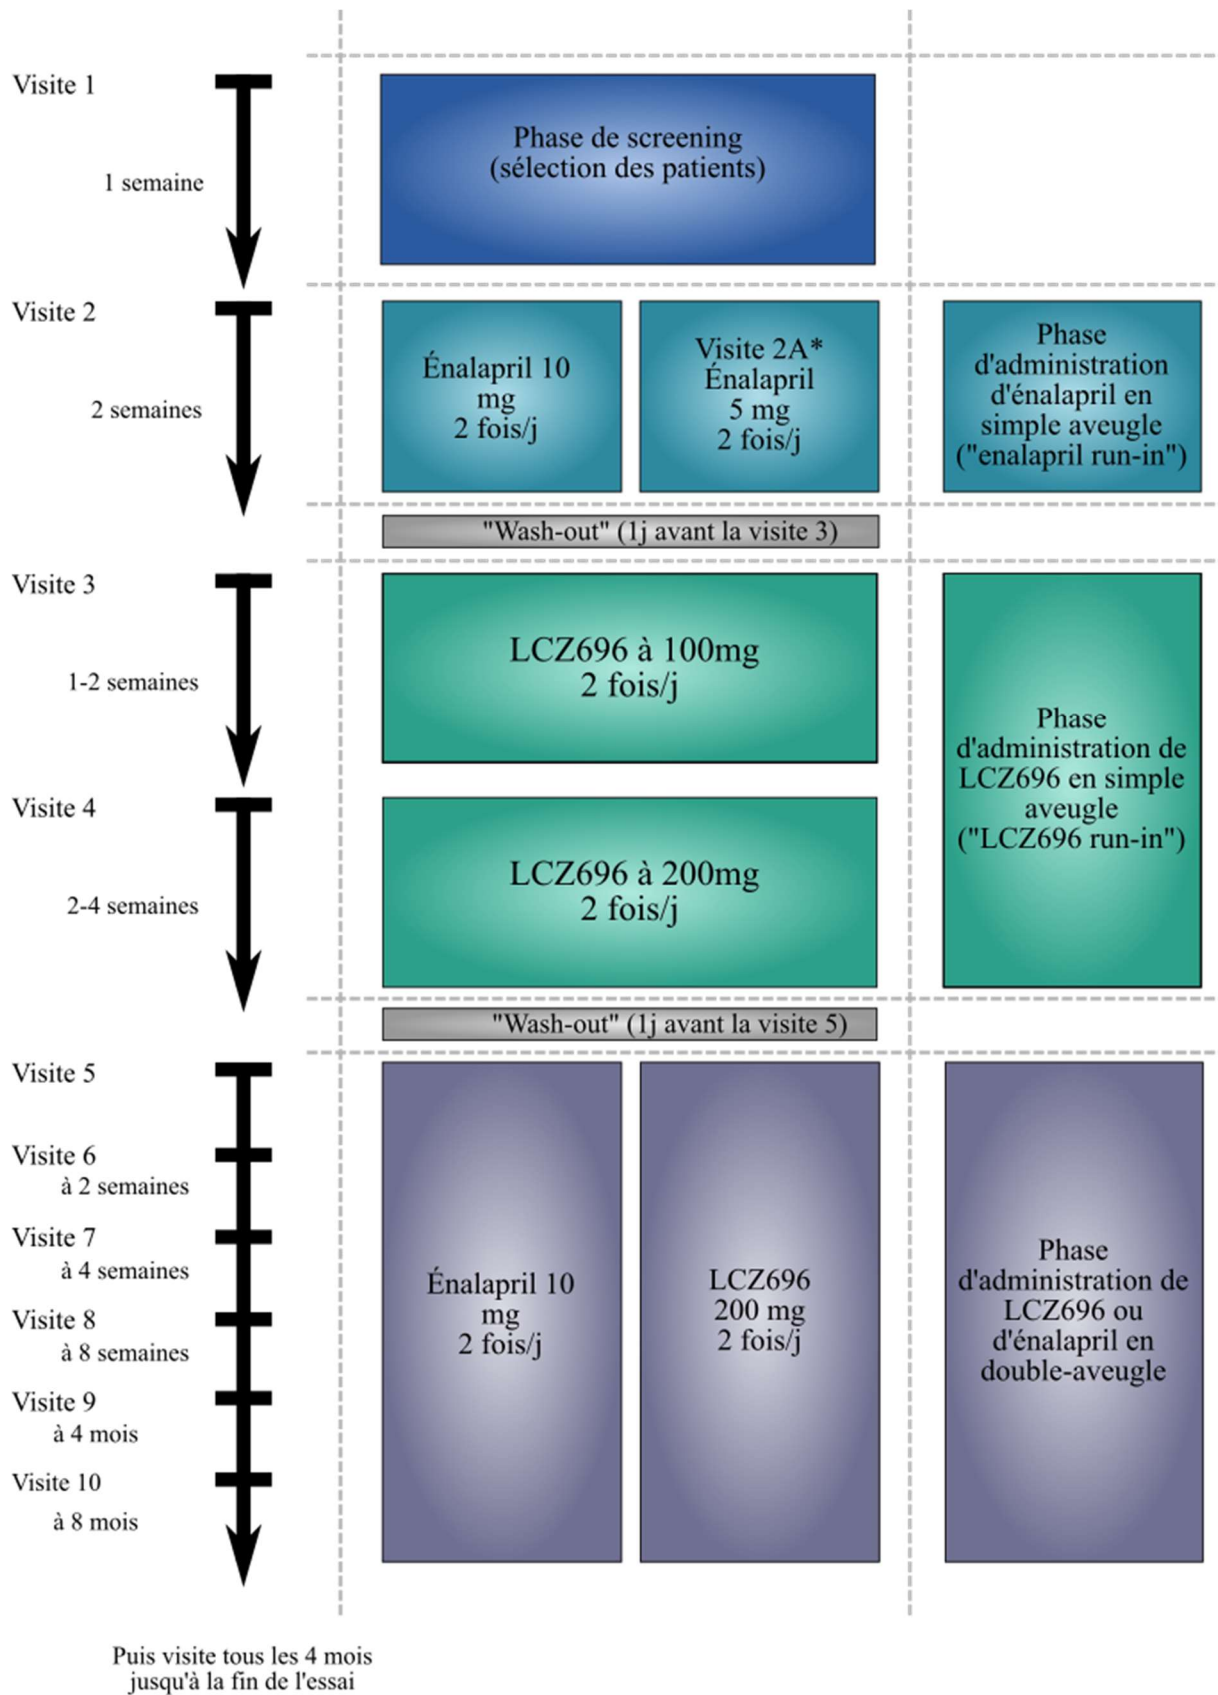 Visite 1
1 semaine
Phase de screening
(sélection des patients)
Visite 2
2 semaines
Énalapril 10
mg
2 fois/j
Visite 2A*
Énalapril
5 mg
2 fois/j
Phase
d'administration
d'énalapril en
simple aveugle
("enalapril run-in")
"Wash-out" (1j avant la visite 3)
Visite 3
1-2 semaines
LCZ696 à 100mg
2 fois/j
Visite 4
2-4 semaines
LCZ696 à 200mg
2 fois/j
Phase
d'administration de
LCZ696 en simple
aveugle
("LCZ696 run-in")
"Wash-out" (1j avant la visite 5)
Visite 5
Visite 6
à 2 semaines
Visite 7
à 4 semaines
Visite 8
à 8 semaines
Visite 9
à 4 mois
Visite 10
à 8 mois
Énalapril 10
mg
2 fois/j
LCZ696
200 mg
2 fois/j
Phase
d'administration de
LCZ696 ou
d'énalapril en
double-aveugle
Puis visite tous les 4 mois
jusqu'à la fin de l'essai